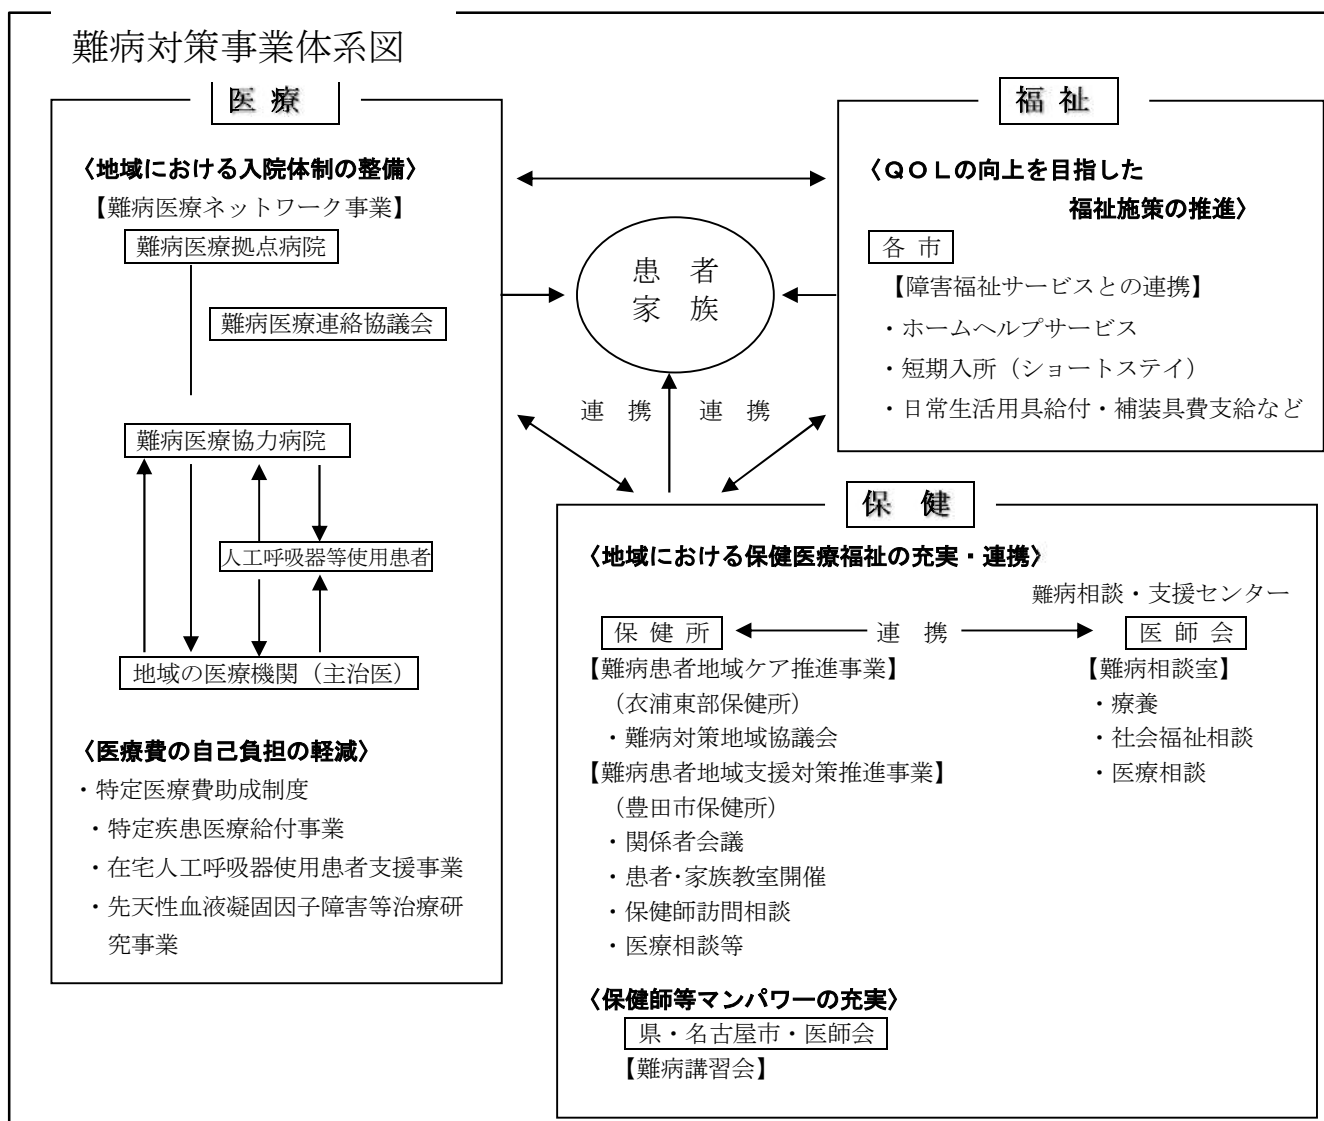 難病対策事業体系図
医 療
〈地域における入院体制の整備〉
【難病医療ネットワーク事業】
難病医療拠点病院
難病医療連絡協議会
難病医療協力病院
人工呼吸器等使用患者
地域の医療機関（主治医）
〈医療費の自己負担の軽減〉
・特定医療費助成制度
・特定疾患医療給付事業
・在宅人工呼吸器使用患者支援事業
・先天性血液凝固因子障害等治療研
究事業
患 者
家 族
連 携
連 携
福 祉
〈ＱＯＬの向上を目指した
福祉施策の推進〉
各 市
【障害福祉サービスとの連携】
・ホームヘルプサービス
・短期入所（ショートステイ）
・日常生活用具給付・補装具費支給など
保 健
〈地域における保健医療福祉の充実・連携〉
難病相談・支援センター
保 健 所
連 携
医 師 会
【難病患者地域ケア推進事業】
（衣浦東部保健所）
・難病対策地域協議会
【難病患者地域支援対策推進事業】
（豊田市保健所）
・関係者会議
・患者･家族教室開催
・保健師訪問相談
・医療相談等
【難病相談室】
・療養
・社会福祉相談
・医療相談
〈保健師等マンパワーの充実〉
県・名古屋市・医師会
【難病講習会】